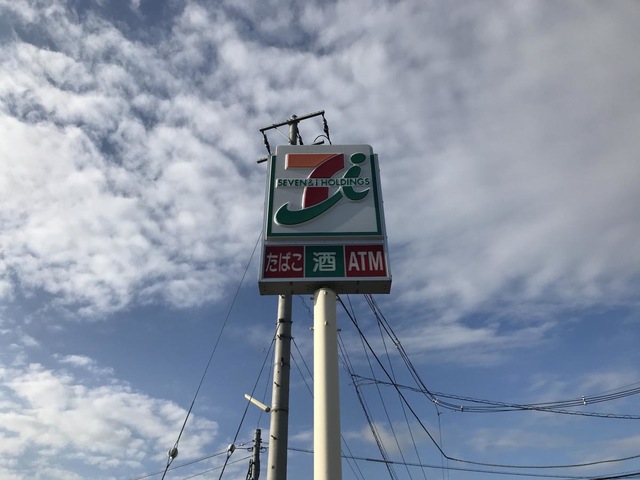 SEVEN & i HOLDINGS
たばこ 酒 ATM